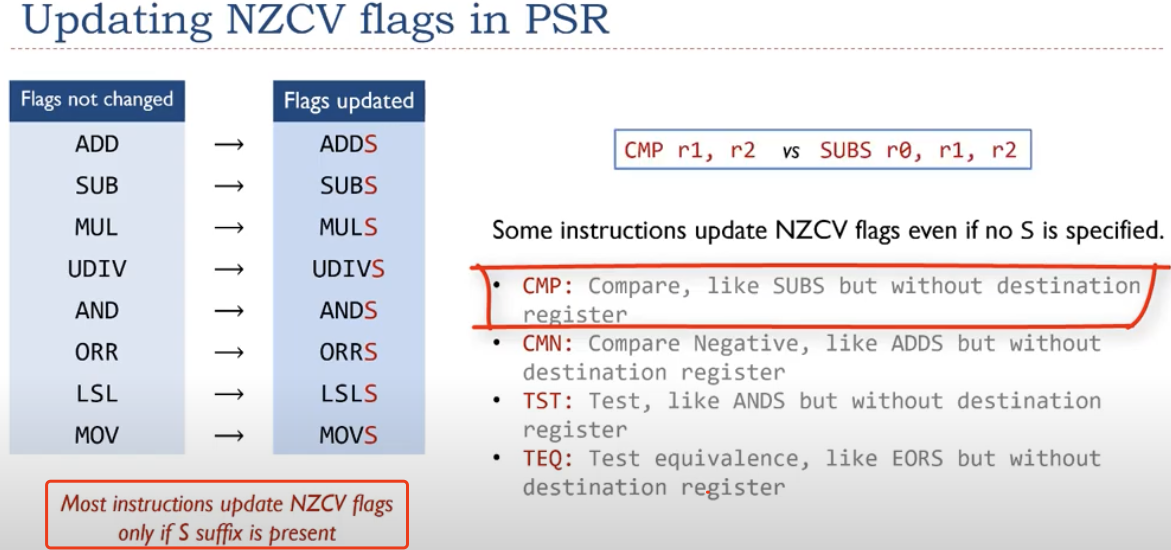 Updating NZCV flags in PSR
Flags not changed
Flags updated
ADD → ADDS
SUB → SUBS
MUL → MULS
UDIV → UDIVS
AND → ANDS
ORR → ORRS
LSL → LSLS
MOV → MOVS
Most instructions update NZCV flags
only if S suffix is present
CMP r1, r2 vs SUBS r0, r1, r2
Some instructions update NZCV flags even if no S is specified.
• CMP: Compare, like SUBS but without destination
register
• CMN: Compare Negative, like ADDS but without
destination register
• TST: Test, like ANDS but without destination
register
• TEQ: Test equivalence, like EORS but without
destination register